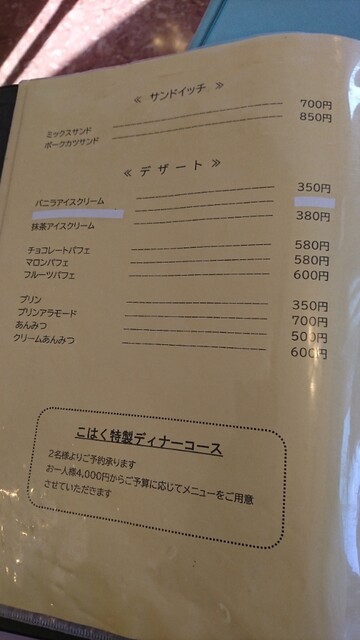 ≪ サンドイッチ ≫
ミックスサンド 700円
ポークカツサンド 850円
≪ デザート ≫
バニラアイスクリーム 350円
抹茶アイスクリーム 380円
チョコレートパフェ 580円
マロンパフェ 580円
フルーツパフェ 600円
プリン 350円
プリンアラモード 700円
あんみつ 500円
クリームあんみつ 600円
こはく特製ディナーコース
2名様よりご予約承ります
お一人様4,000円からご予算に応じてメニューをご用意
させていただきます